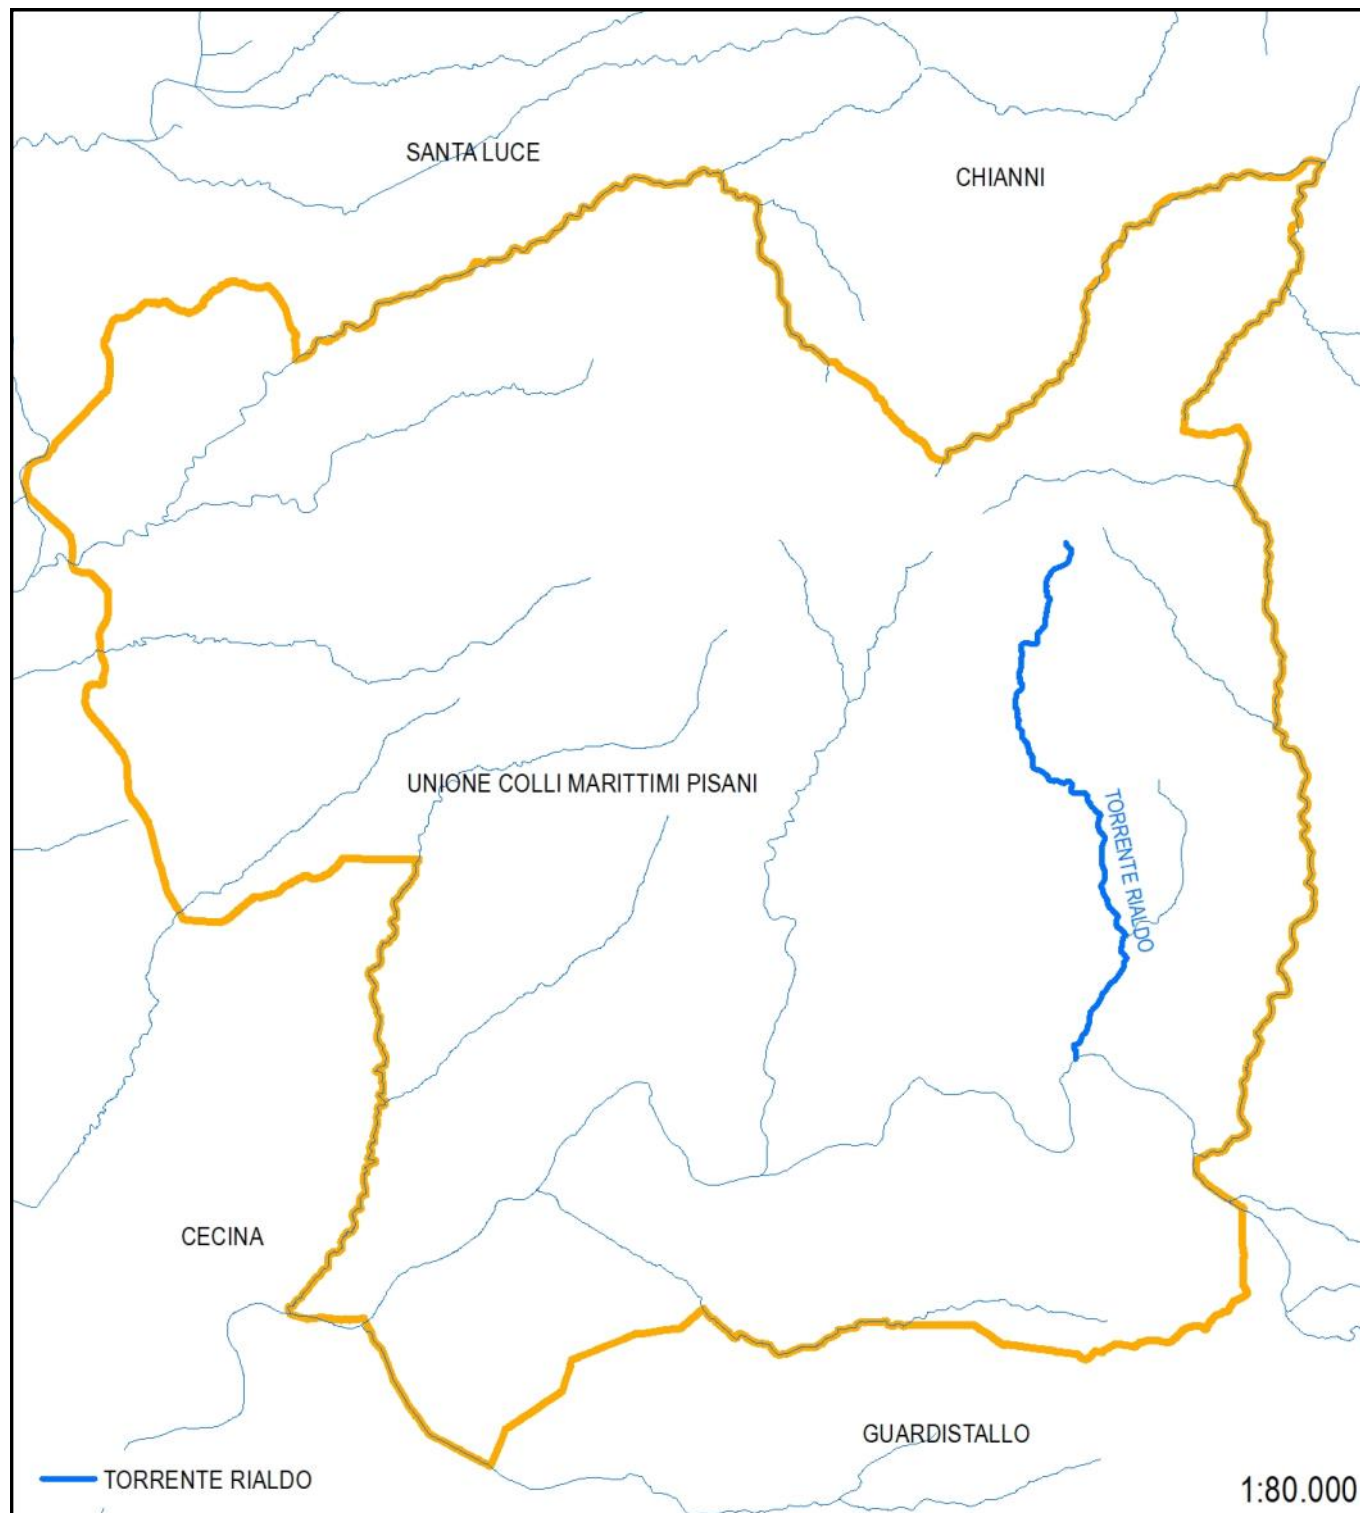 SANTA LUCE
CHIANNI
UNIONE COLLI MARITTIMI PISANI
TORRENTE RIALDO
CECINA
GUARDISTALLO
TORRENTE RIALDO
1:80.000